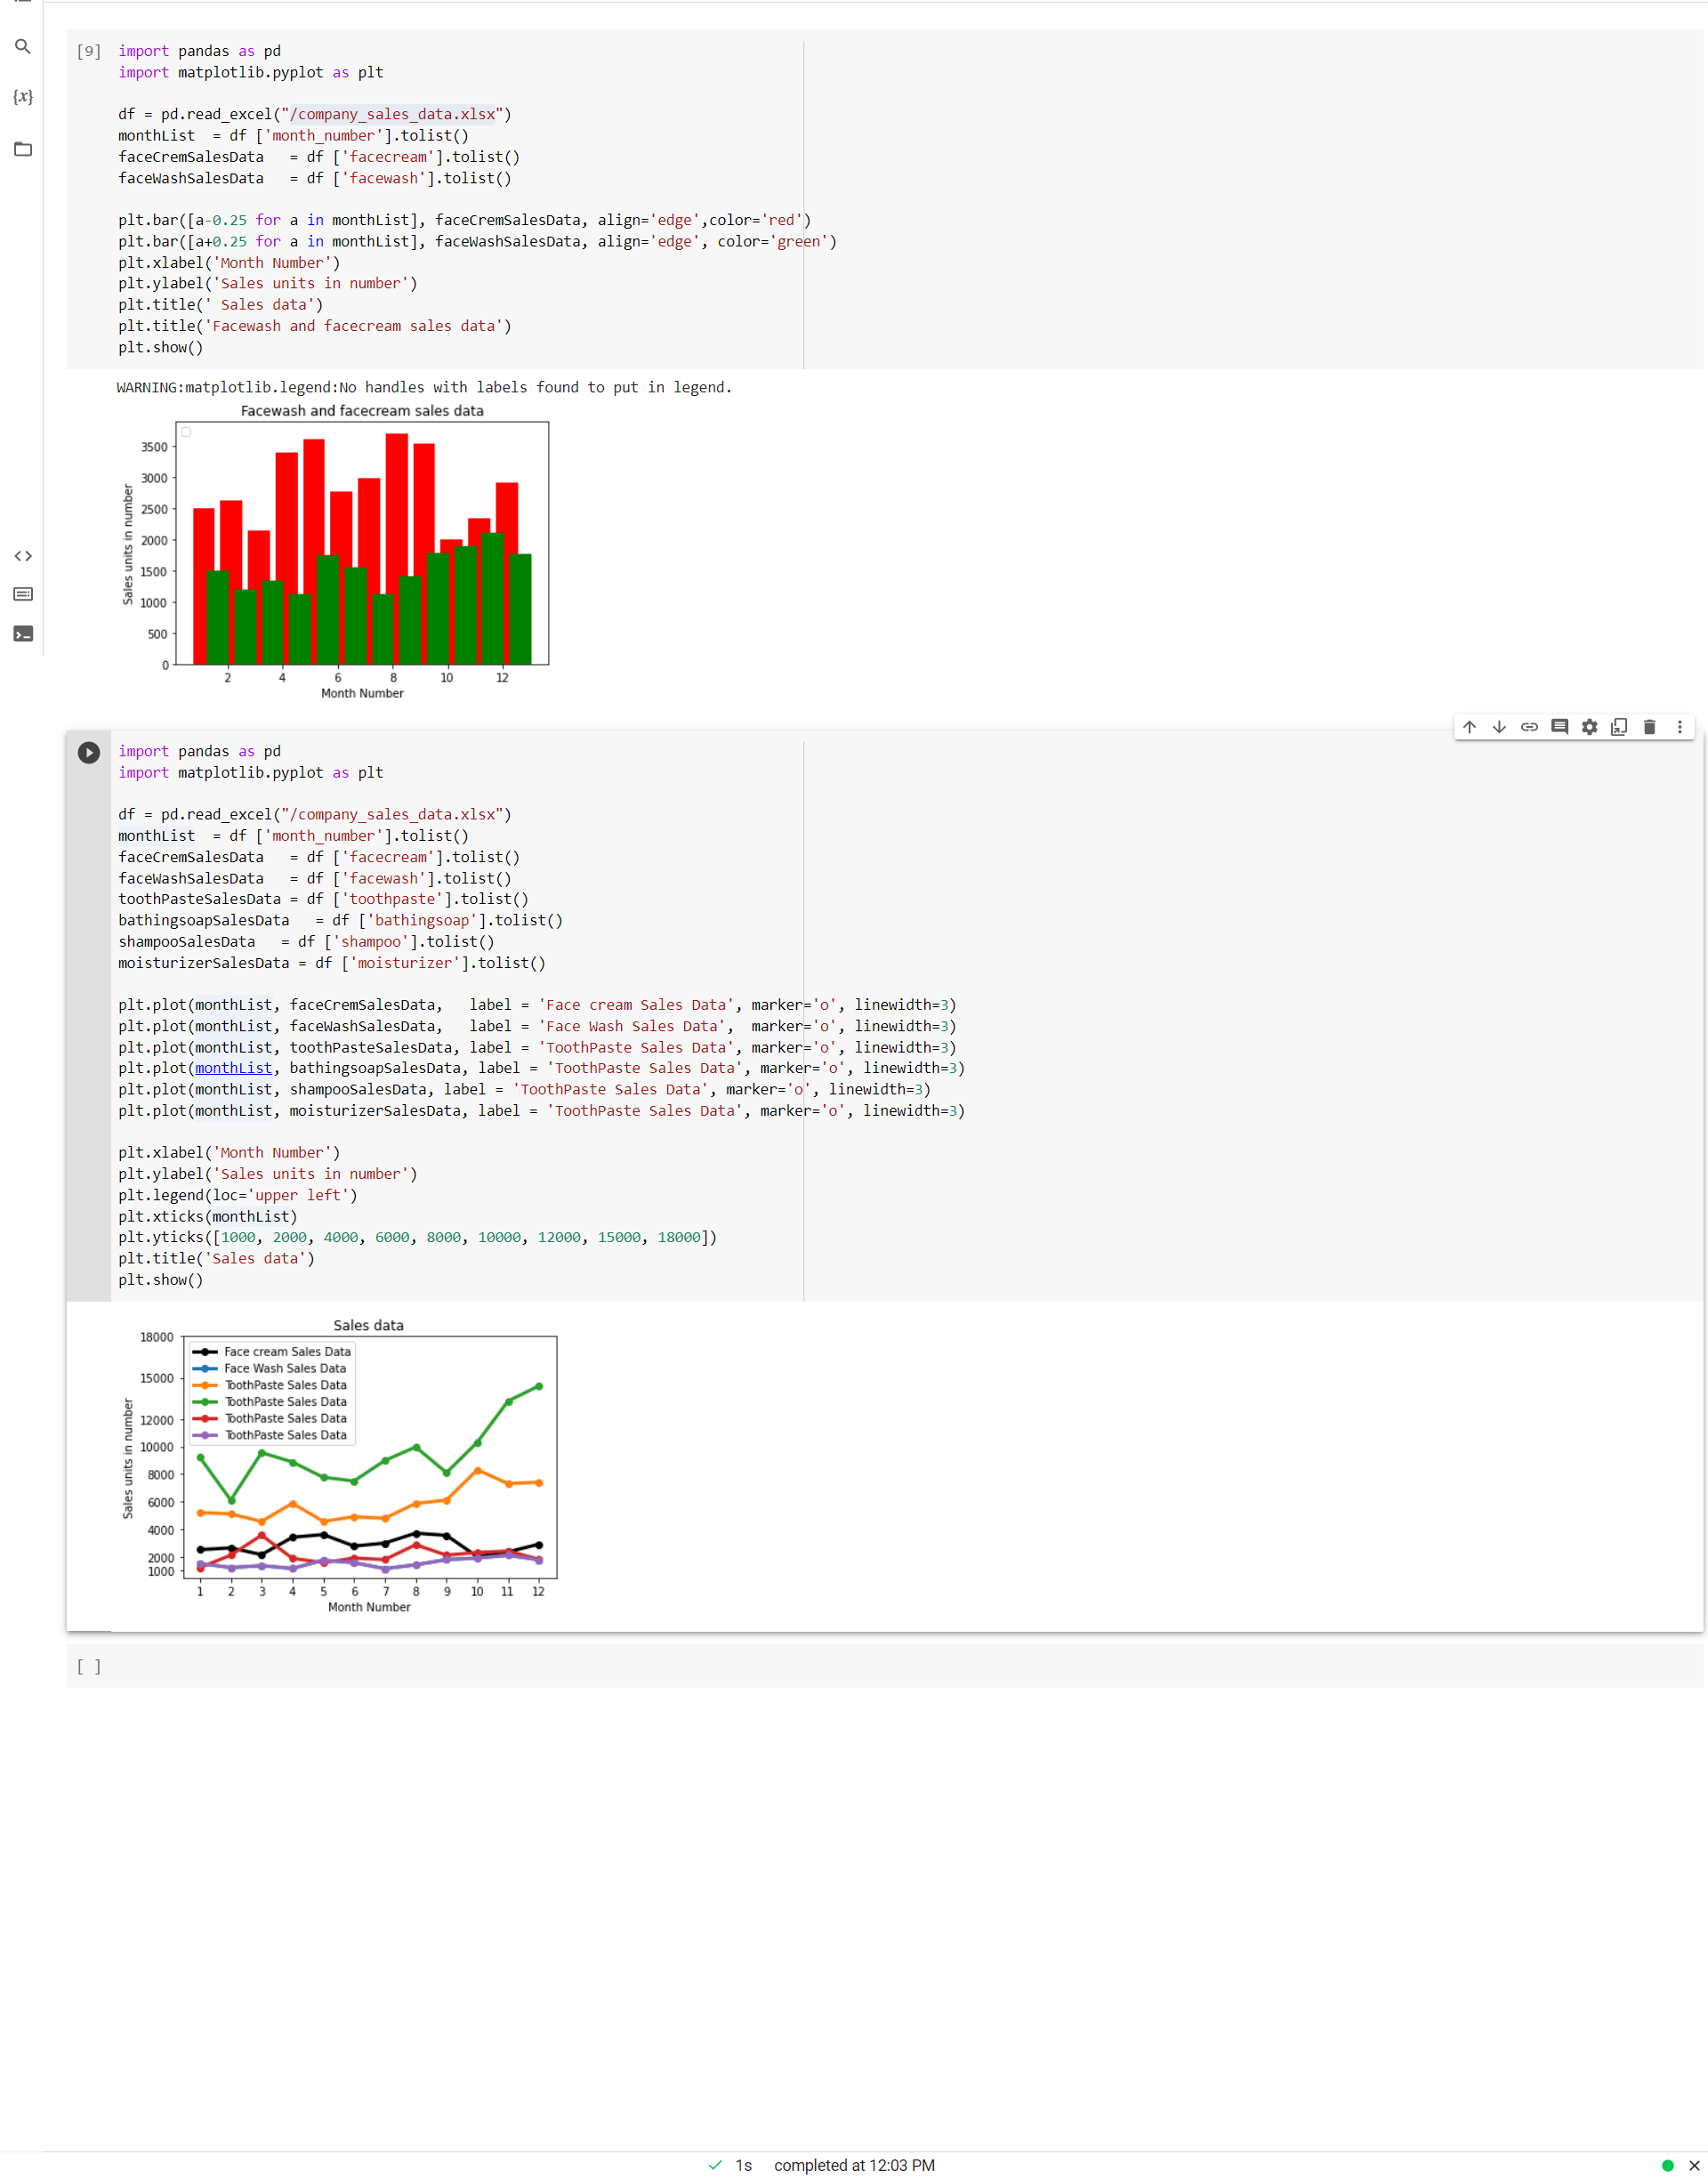 [9] import pandas as pd
import matplotlib.pyplot as plt
df = pd.read_excel("/company_sales_data.xlsx")
monthList  = df ['month_number'].tolist()
faceCremSalesData   = df ['facecream'].tolist()
faceWashSalesData   = df ['facewash'].tolist()
plt.bar([a-0.25 for a in monthList], faceCremSalesData, align='edge',color='red')
plt.bar([a+0.25 for a in monthList], faceWashSalesData, align='edge', color='green')
plt.xlabel('Month Number')
plt.ylabel('Sales units in number')
plt.title(' Sales data')
plt.title('Facewash and facecream sales data')
plt.show()
WARNING:matplotlib.legend:No handles with labels found to put in legend.
Facewash and facecream sales data
Sales units in number
3500
3000
2500
2000
1500
1000
500
0
2 4 6 8 10 12
Month Number
import pandas as pd
import matplotlib.pyplot as plt
df = pd.read_excel("/company_sales_data.xlsx")
monthList  = df ['month_number'].tolist()
faceCremSalesData   = df ['facecream'].tolist()
faceWashSalesData   = df ['facewash'].tolist()
toothPasteSalesData = df ['toothpaste'].tolist()
bathingsoapSalesData   = df ['bathingsoap'].tolist()
shampooSalesData   = df ['shampoo'].tolist()
moisturizerSalesData = df ['moisturizer'].tolist()
plt.plot(monthList, faceCremSalesData,   label = 'Face cream Sales Data', marker='o', linewidth=3)
plt.plot(monthList, faceWashSalesData,   label = 'Face Wash Sales Data',  marker='o', linewidth=3)
plt.plot(monthList, toothPasteSalesData, label = 'ToothPaste Sales Data', marker='o', linewidth=3)
plt.plot(monthList, bathingsoapSalesData, label = 'ToothPaste Sales Data', marker='o', linewidth=3)
plt.plot(monthList, shampooSalesData, label = 'ToothPaste Sales Data', marker='o', linewidth=3)
plt.plot(monthList, moisturizerSalesData, label = 'ToothPaste Sales Data', marker='o', linewidth=3)
plt.xlabel('Month Number')
plt.ylabel('Sales units in number')
plt.legend(loc='upper left')
plt.xticks(monthList)
plt.yticks([1000, 2000, 4000, 6000, 8000, 10000, 12000, 15000, 18000])
plt.title('Sales data')
plt.show()
Sales data
Sales units in number
18000
15000
12000
10000
8000
6000
4000
2000
1000
Face cream Sales Data
Face Wash Sales Data
ToothPaste Sales Data
ToothPaste Sales Data
ToothPaste Sales Data
ToothPaste Sales Data
1 2 3 4 5 6 7 8 9 10 11 12
Month Number
[ ]
1s completed at 12:03 PM